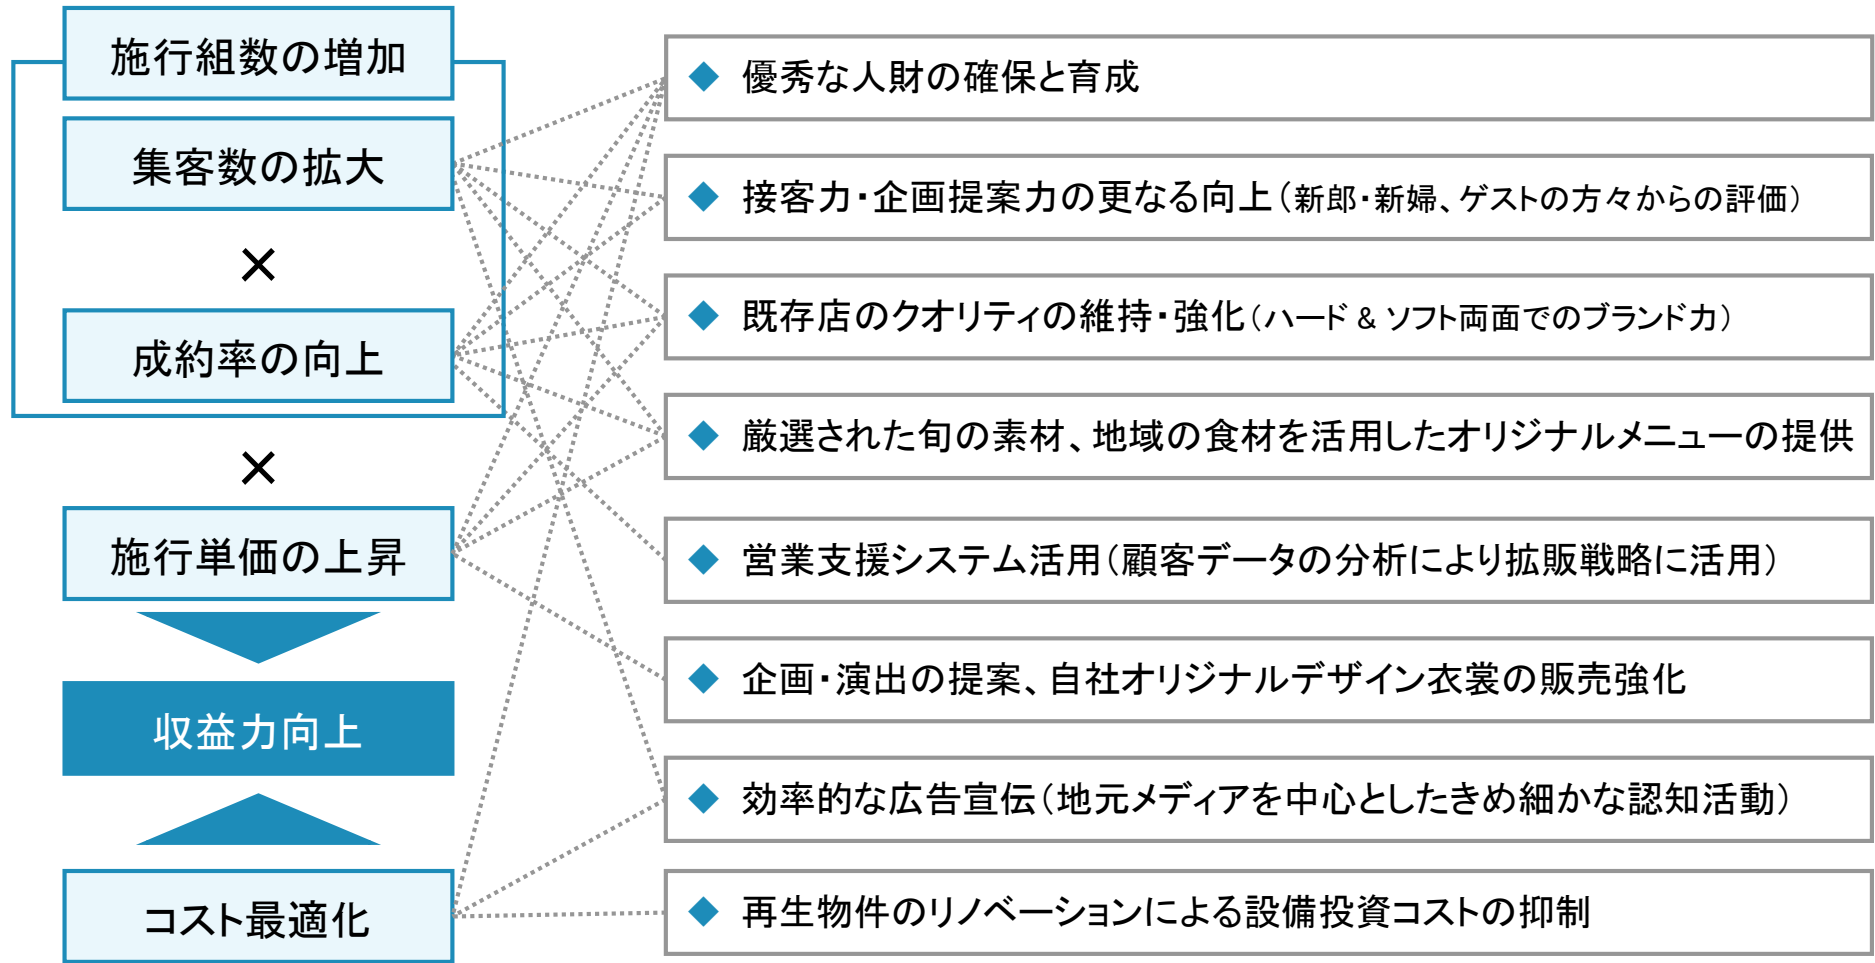 施行組数の増加
集客数の拡大
×
成約率の向上
×
施行単価の上昇
収益力向上
コスト最適化
◆ 優秀な人財の確保と育成
◆ 接客力・企画提案力の更なる向上（新郎・新婦、ゲストの方々からの評価）
◆ 既存店のクオリティの維持・強化（ハード & ソフト両面でのブランド力）
◆ 厳選された旬の素材、地域の食材を活用したオリジナルメニューの提供
◆ 営業支援システム活用（顧客データの分析により拡販戦略に活用）
◆ 企画・演出の提案、自社オリジナルデザイン衣裳の販売強化
◆ 効率的な広告宣伝（地元メディアを中心としたきめ細かな認知活動）
◆ 再生物件のリノベーションによる設備投資コストの抑制